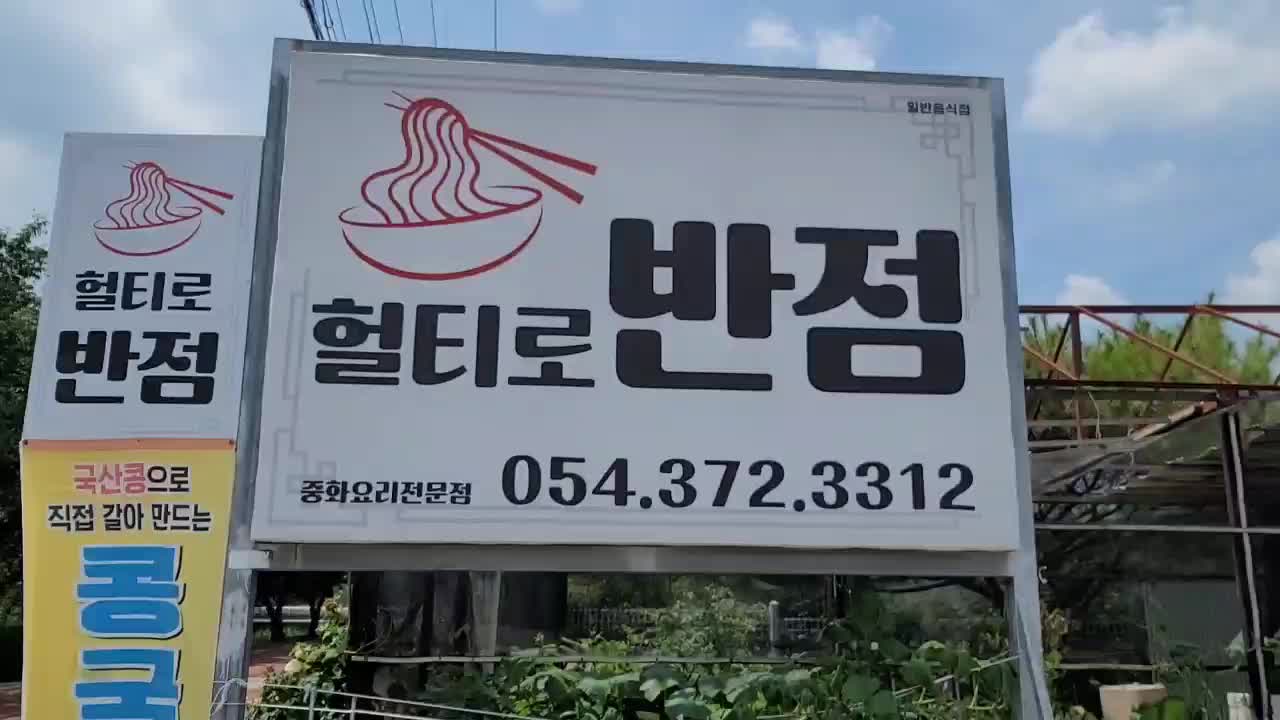 헐티로
반점
국산콩으로
직접 갈아 만드는
콩
국
일반음식점
헐티로반점
중화요리전문점 054.372.3312